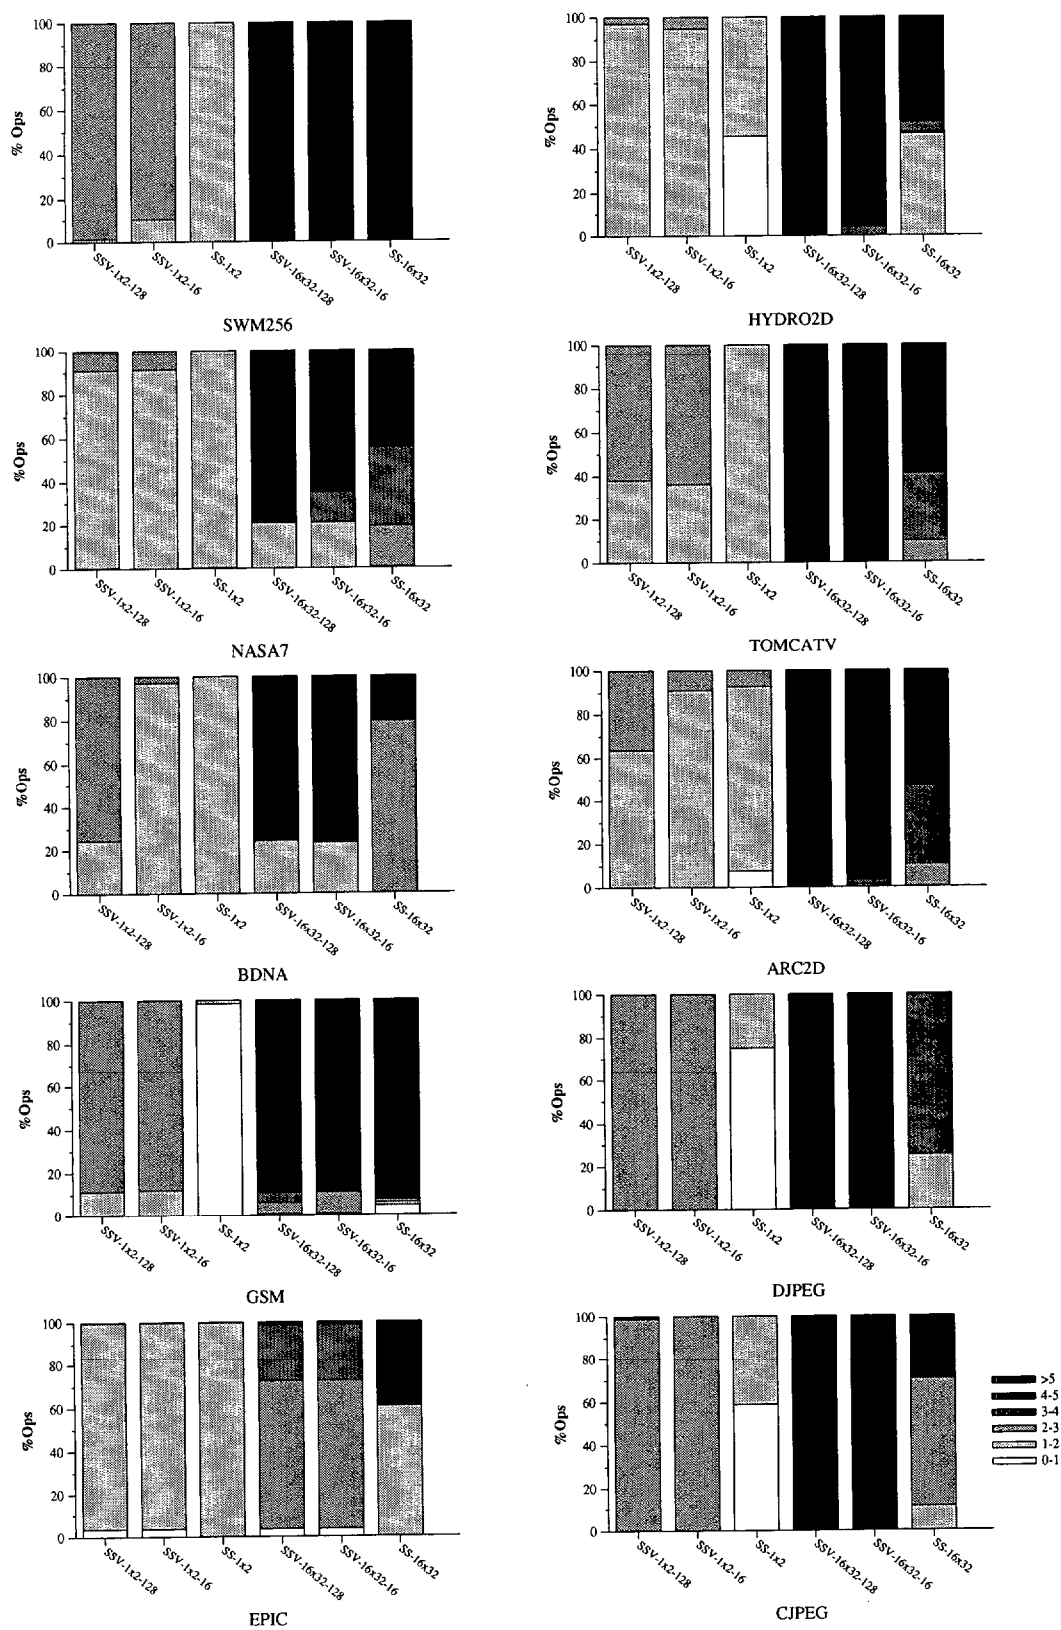 % Ops
100
80
60
40
20
0
SSV-1x2-128
SSV-1x2-16
SS-1x2
SSV-16x32-128
SSV-16x32-16
SS-16x32
SWM256
%Ops
100
80
60
40
20
0
SSV-1x2-128
SSV-1x2-16
SS-1x2
SSV-16x32-128
SSV-16x32-16
SS-16x32
HYDRO2D
%Ops
100
80
60
40
20
0
SSV-1x2-128
SSV-1x2-16
SS-1x2
SSV-16x32-128
SSV-16x32-16
SS-16x32
NASA7
%Ops
100
80
60
40
20
0
SSV-1x2-128
SSV-1x2-16
SS-1x2
SSV-16x32-128
SSV-16x32-16
SS-16x32
TOMCATV
%Ops
100
80
60
40
20
0
SSV-1x2-128
SSV-1x2-16
SS-1x2
SSV-16x32-128
SSV-16x32-16
SS-16x32
BDNA
%Ops
100
80
60
40
20
0
SSV-1x2-128
SSV-1x2-16
SS-1x2
SSV-16x32-128
SSV-16x32-16
SS-16x32
ARC2D
%Ops
100
80
60
40
20
0
SSV-1x2-128
SSV-1x2-16
SS-1x2
SSV-16x32-128
SSV-16x32-16
SS-16x32
GSM
%Ops
100
80
60
40
20
0
SSV-1x2-128
SSV-1x2-16
SS-1x2
SSV-16x32-128
SSV-16x32-16
SS-16x32
DJPEG
%Ops
100
80
60
40
20
0
SSV-1x2-128
SSV-1x2-16
SS-1x2
SSV-16x32-128
SSV-16x32-16
SS-16x32
EPIC
%Ops
100
80
60
40
20
0
SSV-1x2-128
SSV-1x2-16
SS-1x2
SSV-16x32-128
SSV-16x32-16
SS-16x32
CJPEG
>5
4-5
3-4
2-3
1-2
0-1